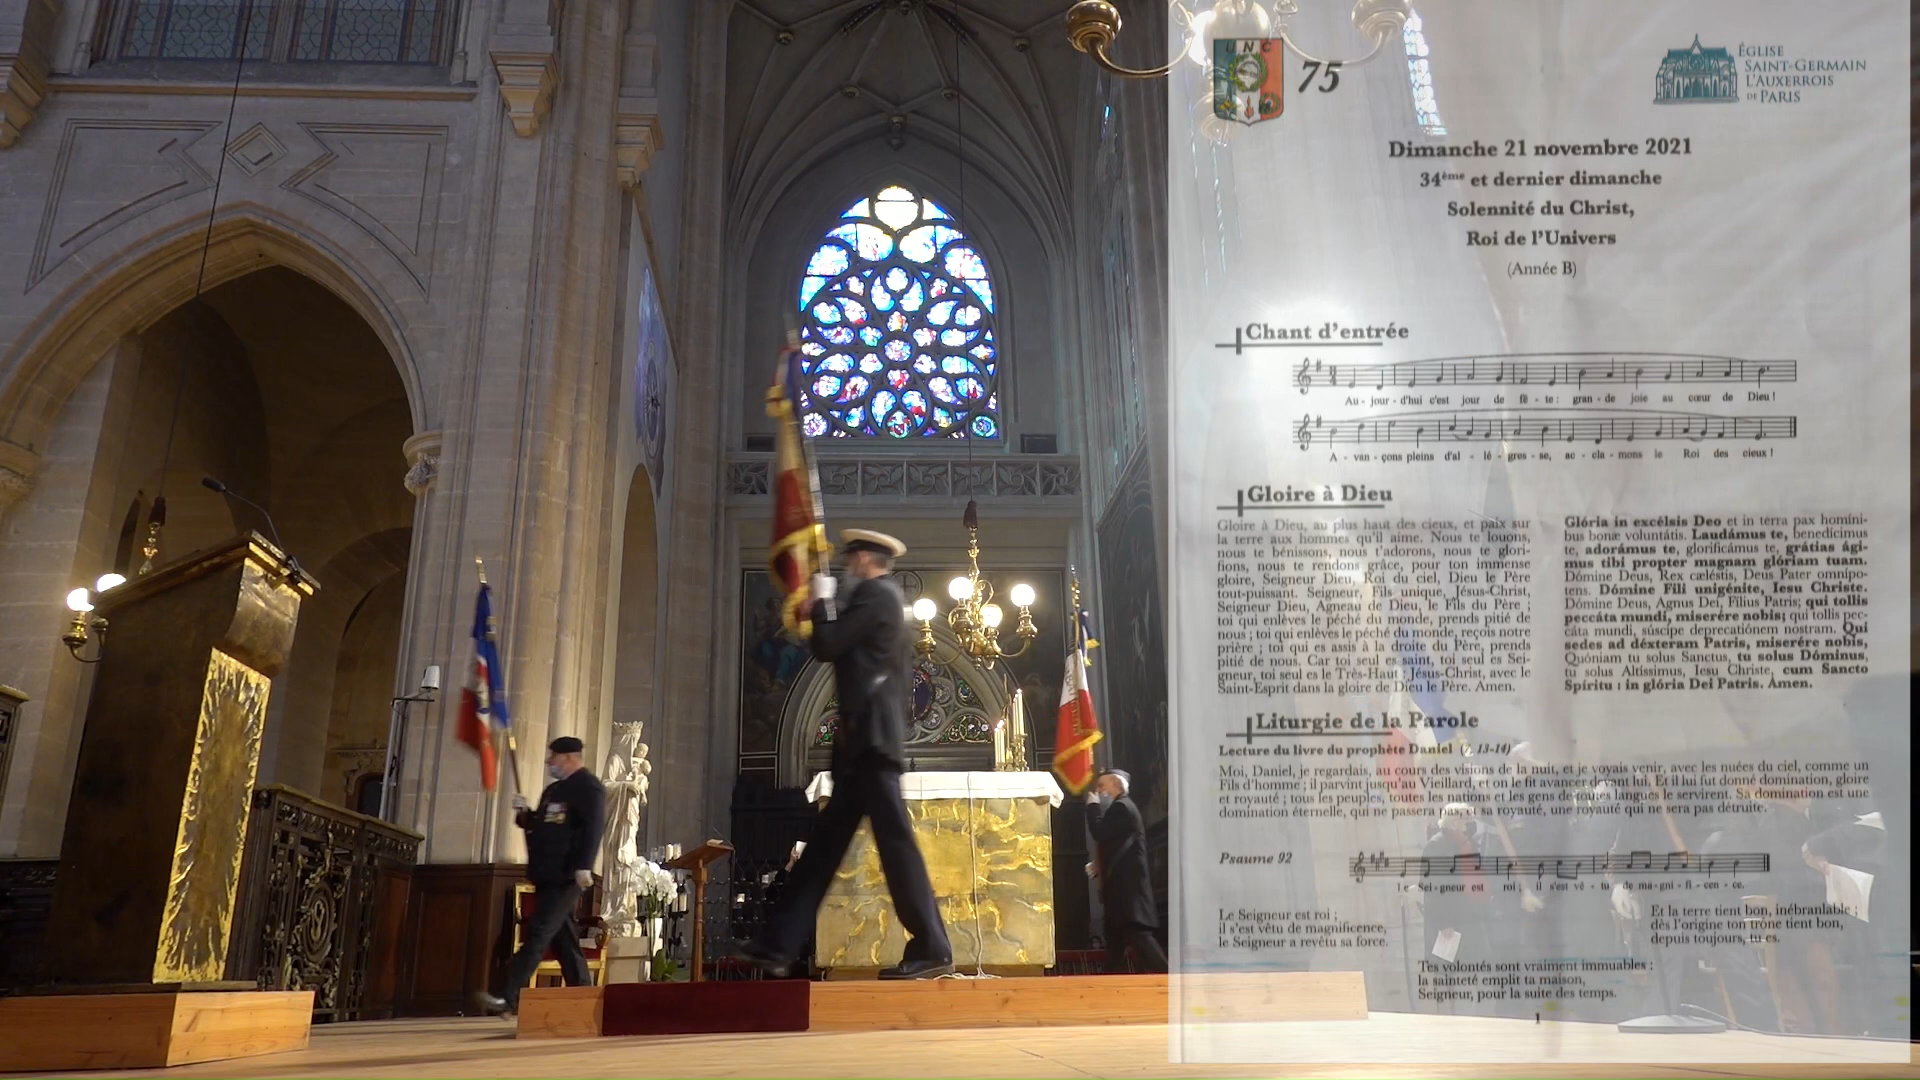 UNC
75
ÉGLISE
SAINT-GERMAIN
L'AUXERROIS
DE PARIS
Dimanche 21 novembre 2021
34ème et dernier dimanche
Solennité du Christ,
Roi de l'Univers
(Année B)
Chant d'entrée
Au - jour - d'hui c'est jour de fê - te : gran - de joie au cœur de Dieu !
A - van - çons pleins d'al - lé - gres - se, ac - cla - mons le Roi des cieux !
Gloire à Dieu
Gloire à Dieu, au plus haut des cieux, et paix sur
la terre aux hommes qu'il aime. Nous te louons,
nous te bénissons, nous t'adorons, nous te glori-
fions, nous te rendons grâce, pour ton immense
gloire, Seigneur Dieu, Roi du ciel, Dieu le Père
tout-puissant. Seigneur, Fils unique, Jésus-Christ,
Seigneur Dieu, Agneau de Dieu, le Fils du Père ;
toi qui enlèves le péché du monde, prends pitié de
nous ; toi qui enlèves le péché du monde, reçois notre
prière ; toi qui es assis à la droite du Père, prends
pitié de nous. Car toi seul es saint, toi seul es Sei-
gneur, toi seul es le Très-Haut : Jésus-Christ, avec le
Saint-Esprit dans la gloire de Dieu le Père. Amen.
Glória in excélsis Deo et in terra pax homíni-
bus bonæ voluntátis. Laudámus te, benedícimus
te, adorámus te, glorificámus te, grátias ági-
mus tibi propter magnam glóriam tuam.
Dómine Deus, Rex cæléstis, Deus Pater omnípo-
tens. Dómine Fili unigénite, Iesu Christe.
Dómine Deus, Agnus Dei, Fílius Patris; qui tollis
peccáta mundi, miserére nobis; qui tollis pec-
cáta mundi, súscipe deprecatiónem nostram. Qui
sedes ad déxteram Patris, miserére nobis,
Quóniam tu solus Sanctus, tu solus Dóminus,
tu solus Altíssimus, Iesu Christe, cum Sancto
Spíritu : in glória Dei Patris. Amen.
Liturgie de la Parole
Lecture du livre du prophète Daniel (7, 13-14)
Moi, Daniel, je regardais, au cours des visions de la nuit, et je voyais venir, avec les nuées du ciel, comme un
Fils d'homme ; il parvint jusqu'au Vieillard, et on le fit avancer devant lui. Et il lui fut donné domination, gloire
et royauté ; tous les peuples, toutes les nations et les gens de toutes langues le servirent. Sa domination est une
domination éternelle, qui ne passera pas, et sa royauté, une royauté qui ne sera pas détruite.
Psaume 92
Le Sei - gneur est roi ; il s'est vê - tu de ma - gni - fi - cen - ce.
Le Seigneur est roi ;
il s'est vêtu de magnificence,
le Seigneur a revêtu sa force.
Et la terre tient bon, inébranlable ;
dès l'origine ton trône tient bon,
depuis toujours, tu es.
Tes volontés sont vraiment immuables :
la sainteté emplit ta maison,
Seigneur, pour la suite des temps.
1